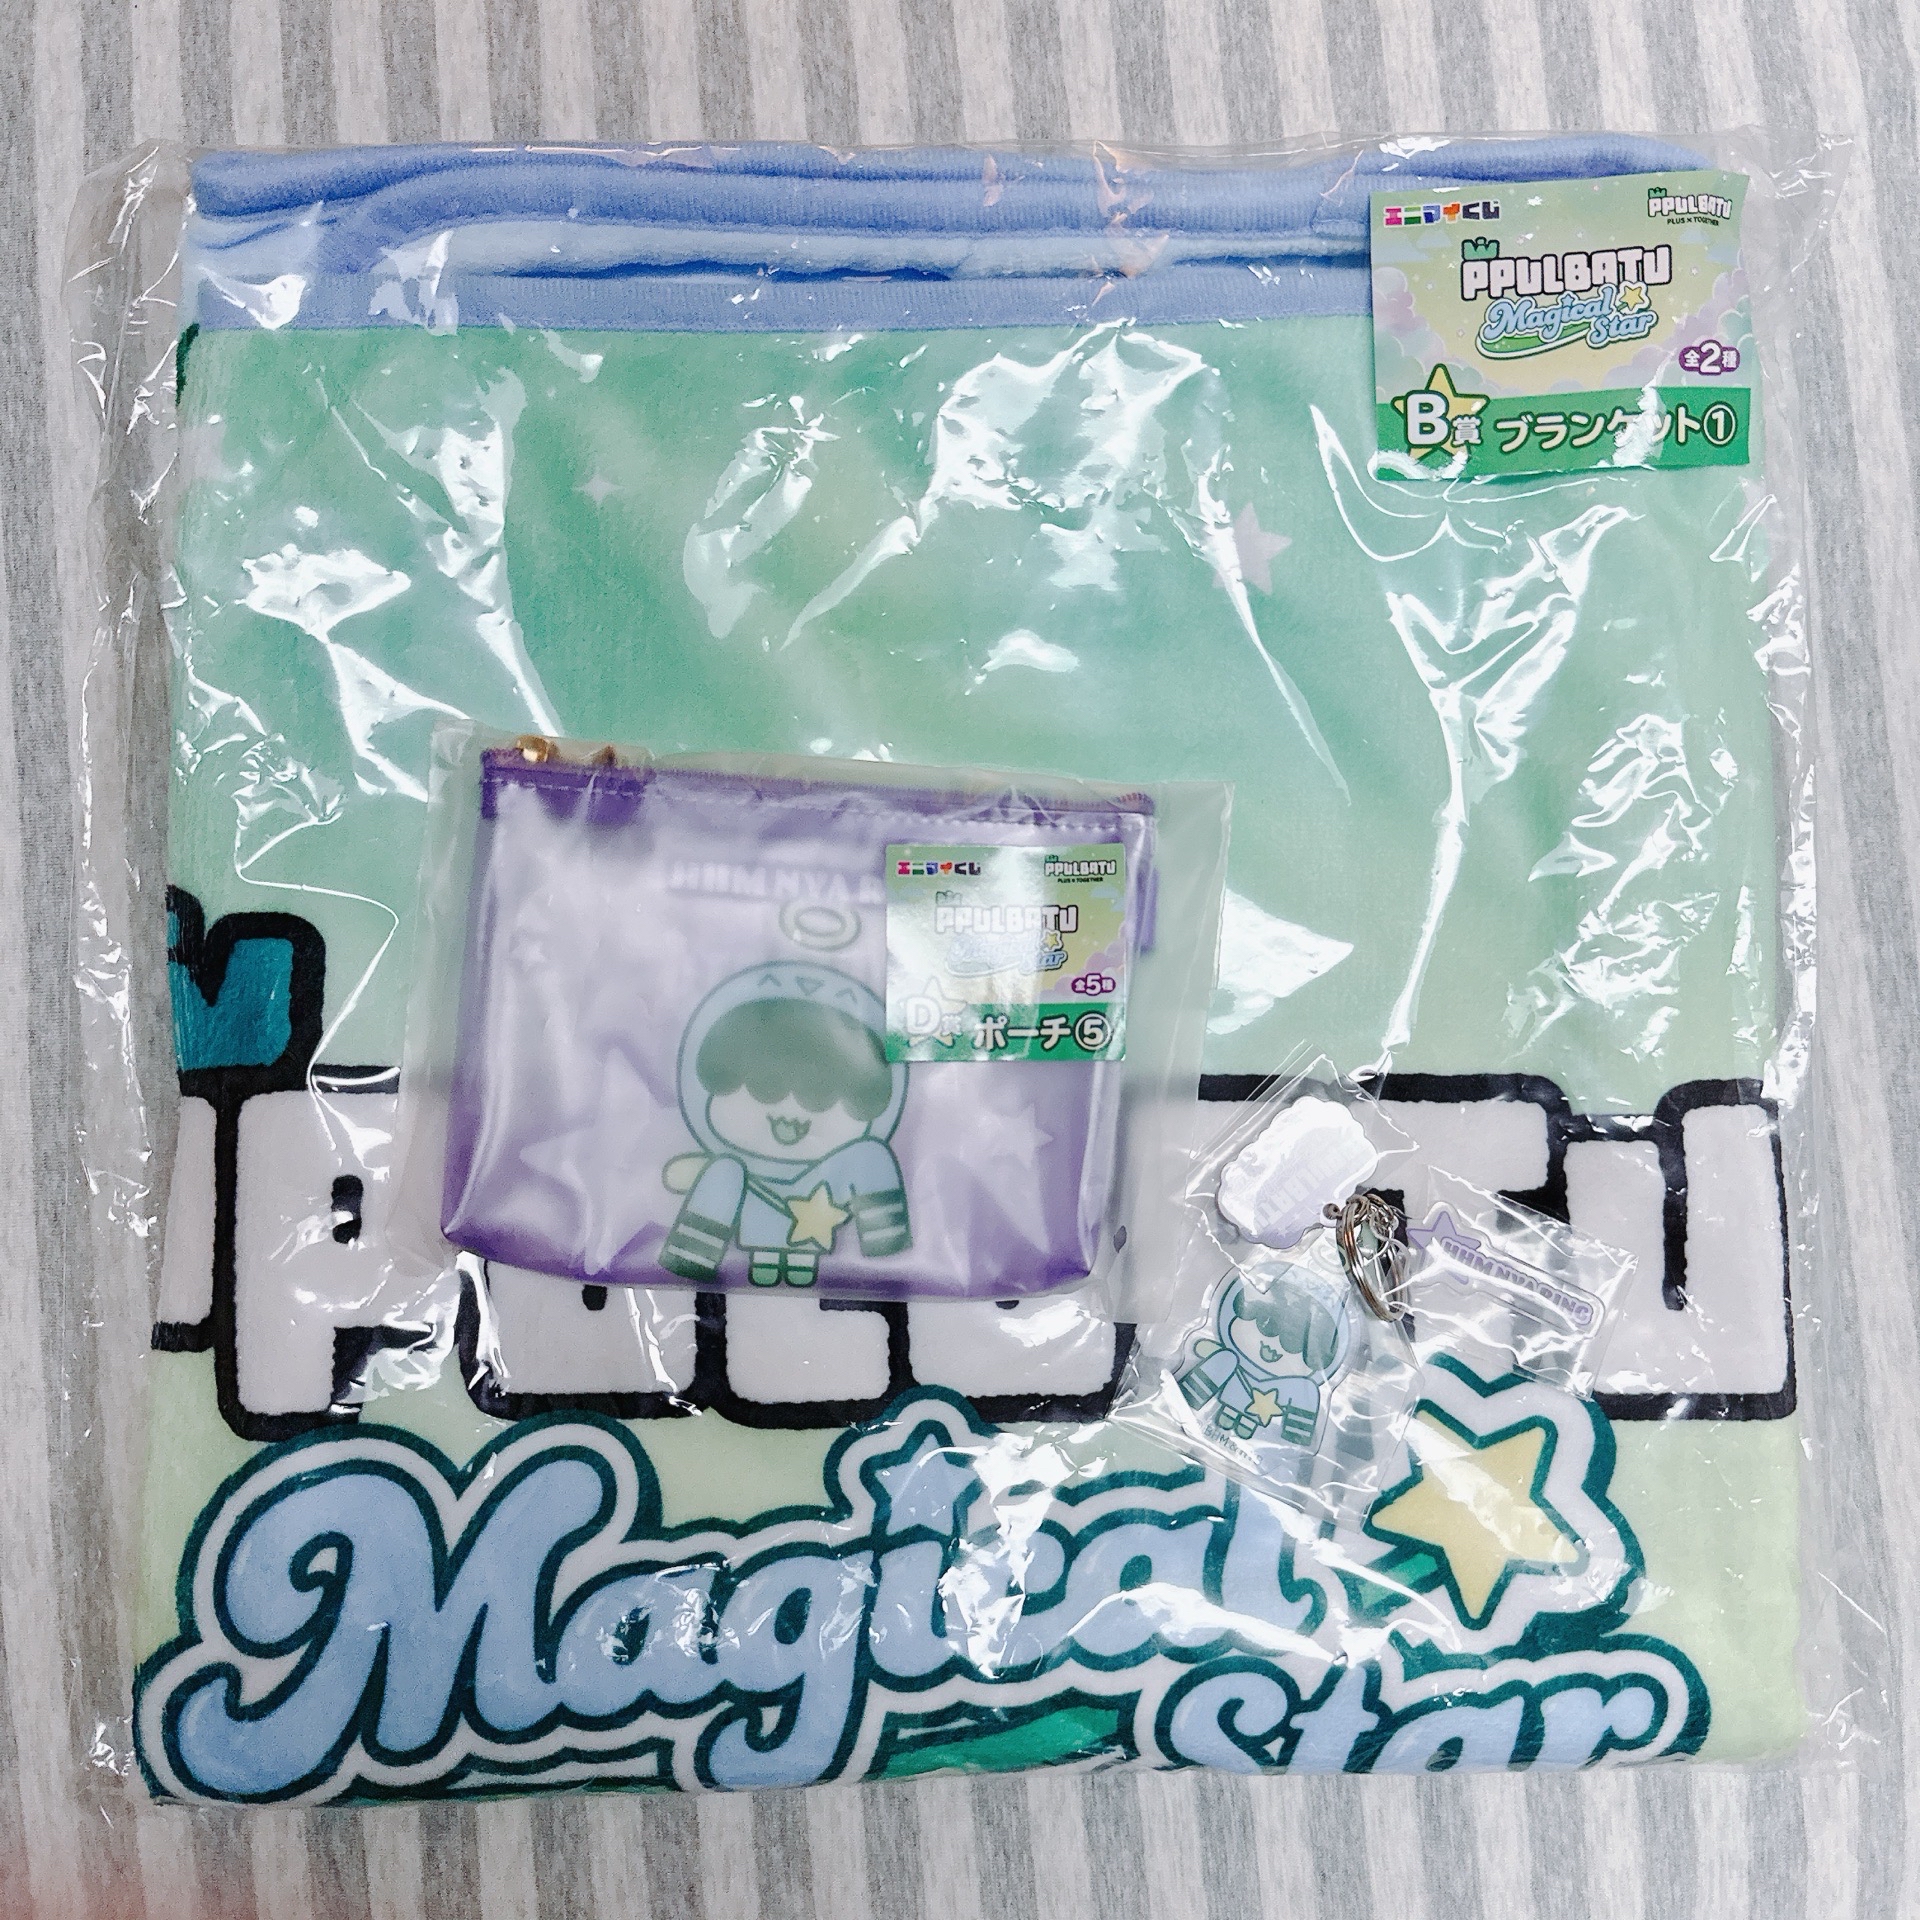 エニマイくじ
PPULBATU
PLUS × TOGETHER
PPULBATU
Magical
Star
全2種
B賞 ブランケット①
エニマイくじ
PPULBATU
PLUS × TOGETHER
PPULBATU
Star
全5種
D賞 ポーチ⑤
HHMNYARING
Magical
Star